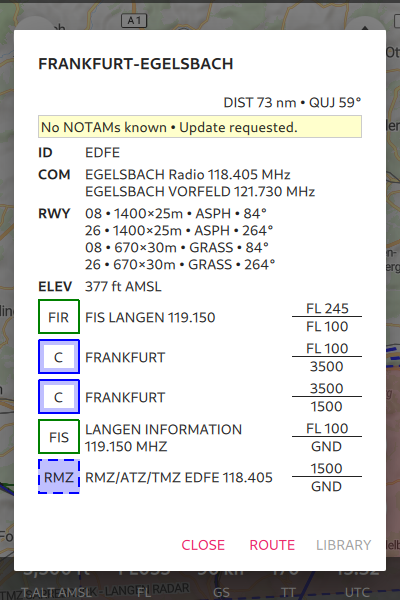 A1
FRANKFURT-EGELSBACH
DIST 73 nm • QUJ 59°
No NOTAMs known • Update requested.
ID EDFE
COM EGELSBACH Radio 118.405 MHz
EGELSBACH VORFELD 121.730 MHz
RWY 08 • 1400×25m • ASPH • 84°
26 • 1400×25m • ASPH • 264°
08 • 670×30m • GRASS • 84°
26 • 670×30m • GRASS • 264°
ELEV 377 ft AMSL
FIR FIS LANGEN 119.150 FL 245
FL 100
C FRANKFURT FL 100
3500
C FRANKFURT 3500
1500
FIS LANGEN INFORMATION FL 100
119.150 MHZ GND
RMZ RMZ/ATZ/TMZ EDFE 118.405 1500
GND
CLOSE ROUTE LIBRARY
LANGEN RADAR
T.ALT AMSL FL GS TT UTC